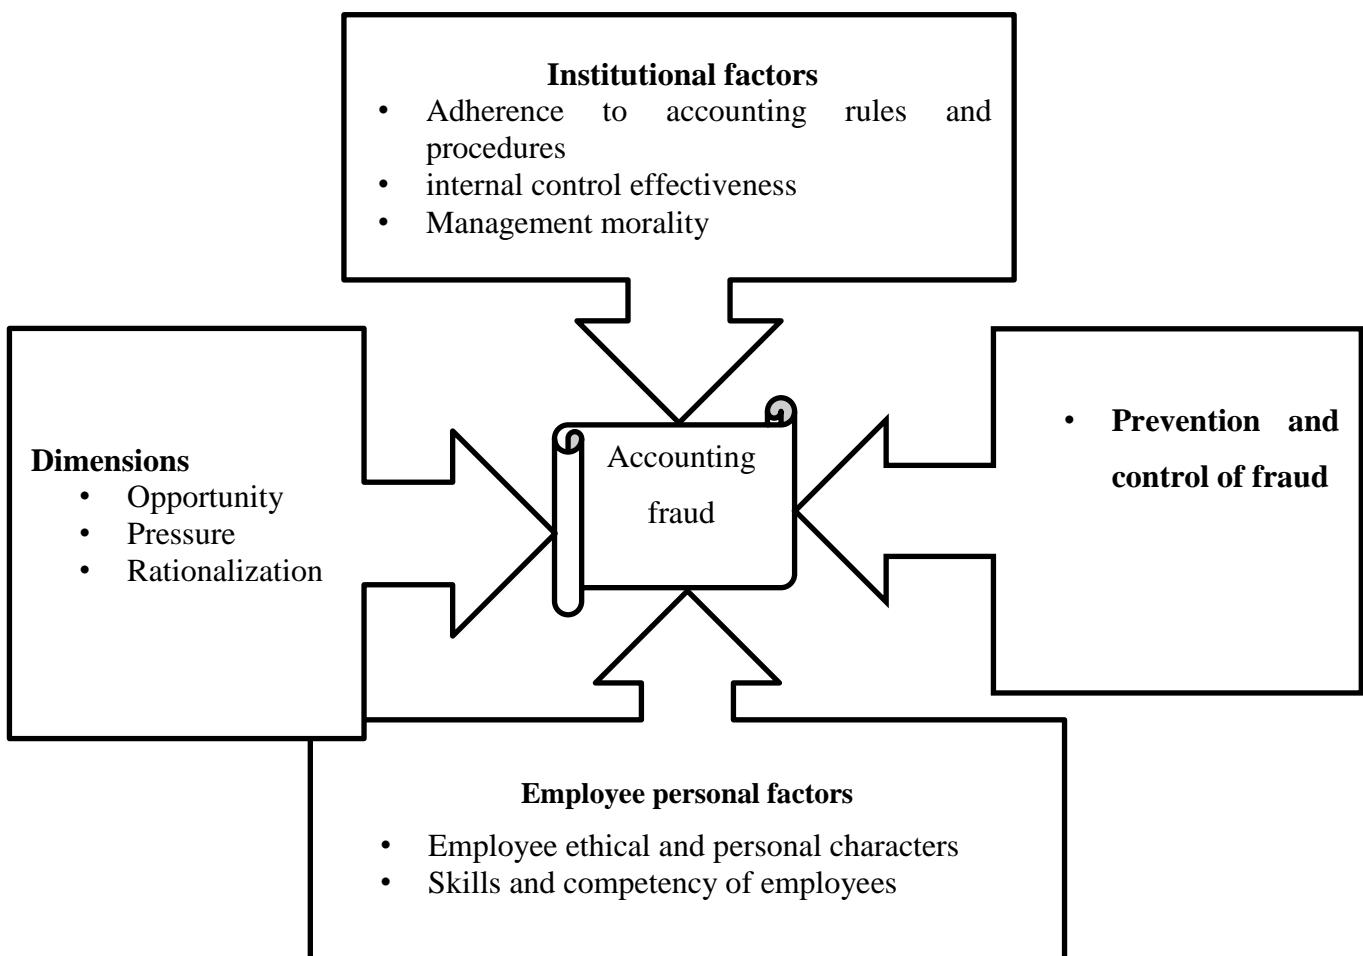 Institutional factors
• Adherence to accounting rules and
procedures
• internal control effectiveness
• Management morality
Dimensions
• Opportunity
• Pressure
• Rationalization
Accounting
fraud
• Prevention and
control of fraud
Employee personal factors
• Employee ethical and personal characters
• Skills and competency of employees